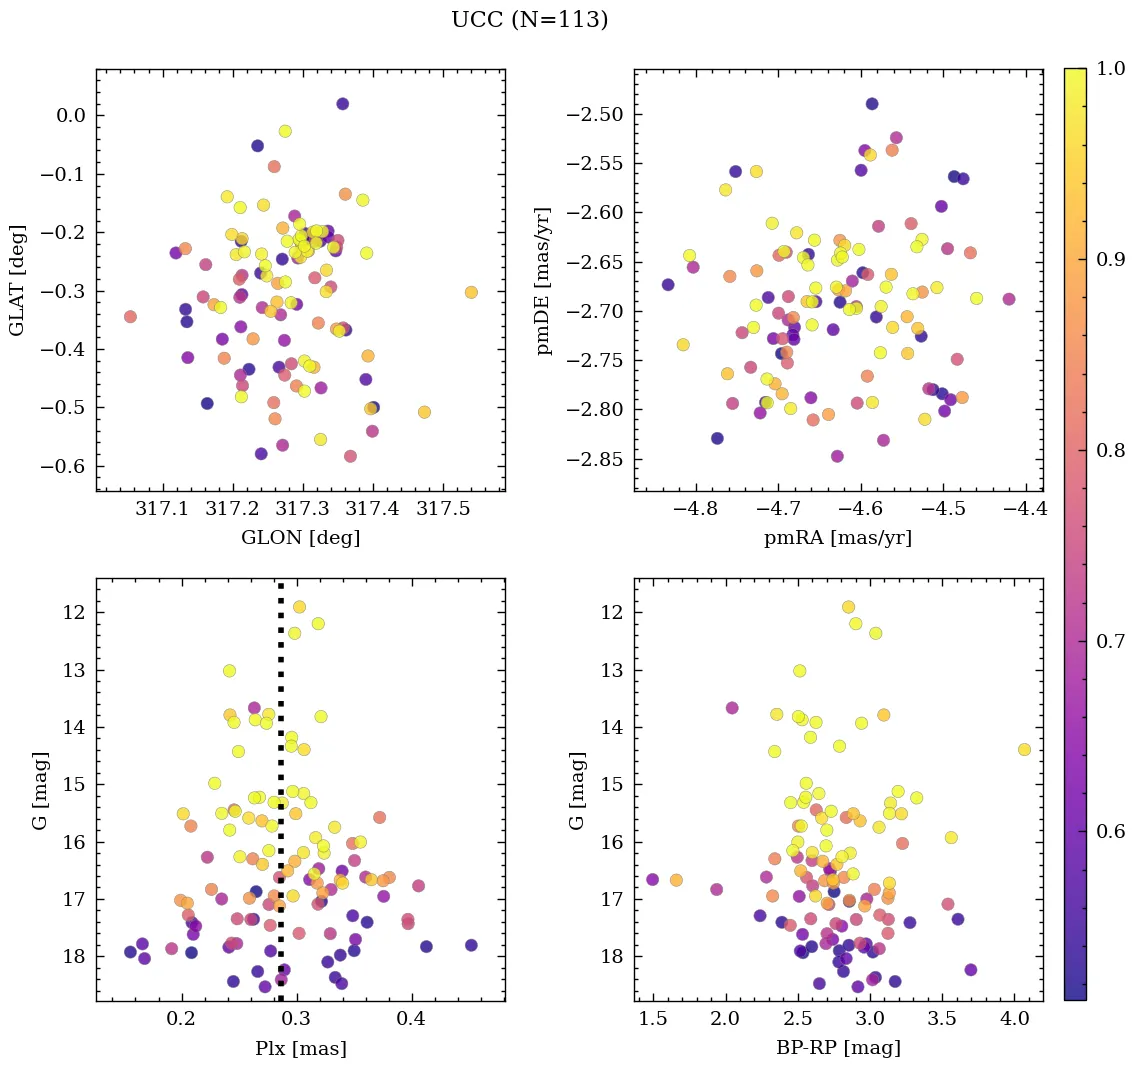 UCC (N=113)
0.0
−0.1
−0.2
−0.3
−0.4
−0.5
−0.6
GLAT [deg]
317.1 317.2 317.3 317.4 317.5
GLON [deg]
−2.50
−2.55
−2.60
−2.65
−2.70
−2.75
−2.80
−2.85
pmDE [mas/yr]
−4.8 −4.7 −4.6 −4.5 −4.4
pmRA [mas/yr]
12
13
14
15
16
17
18
G [mag]
0.2 0.3 0.4
Plx [mas]
12
13
14
15
16
17
18
G [mag]
1.5 2.0 2.5 3.0 3.5 4.0
BP-RP [mag]
1.0
0.9
0.8
0.7
0.6